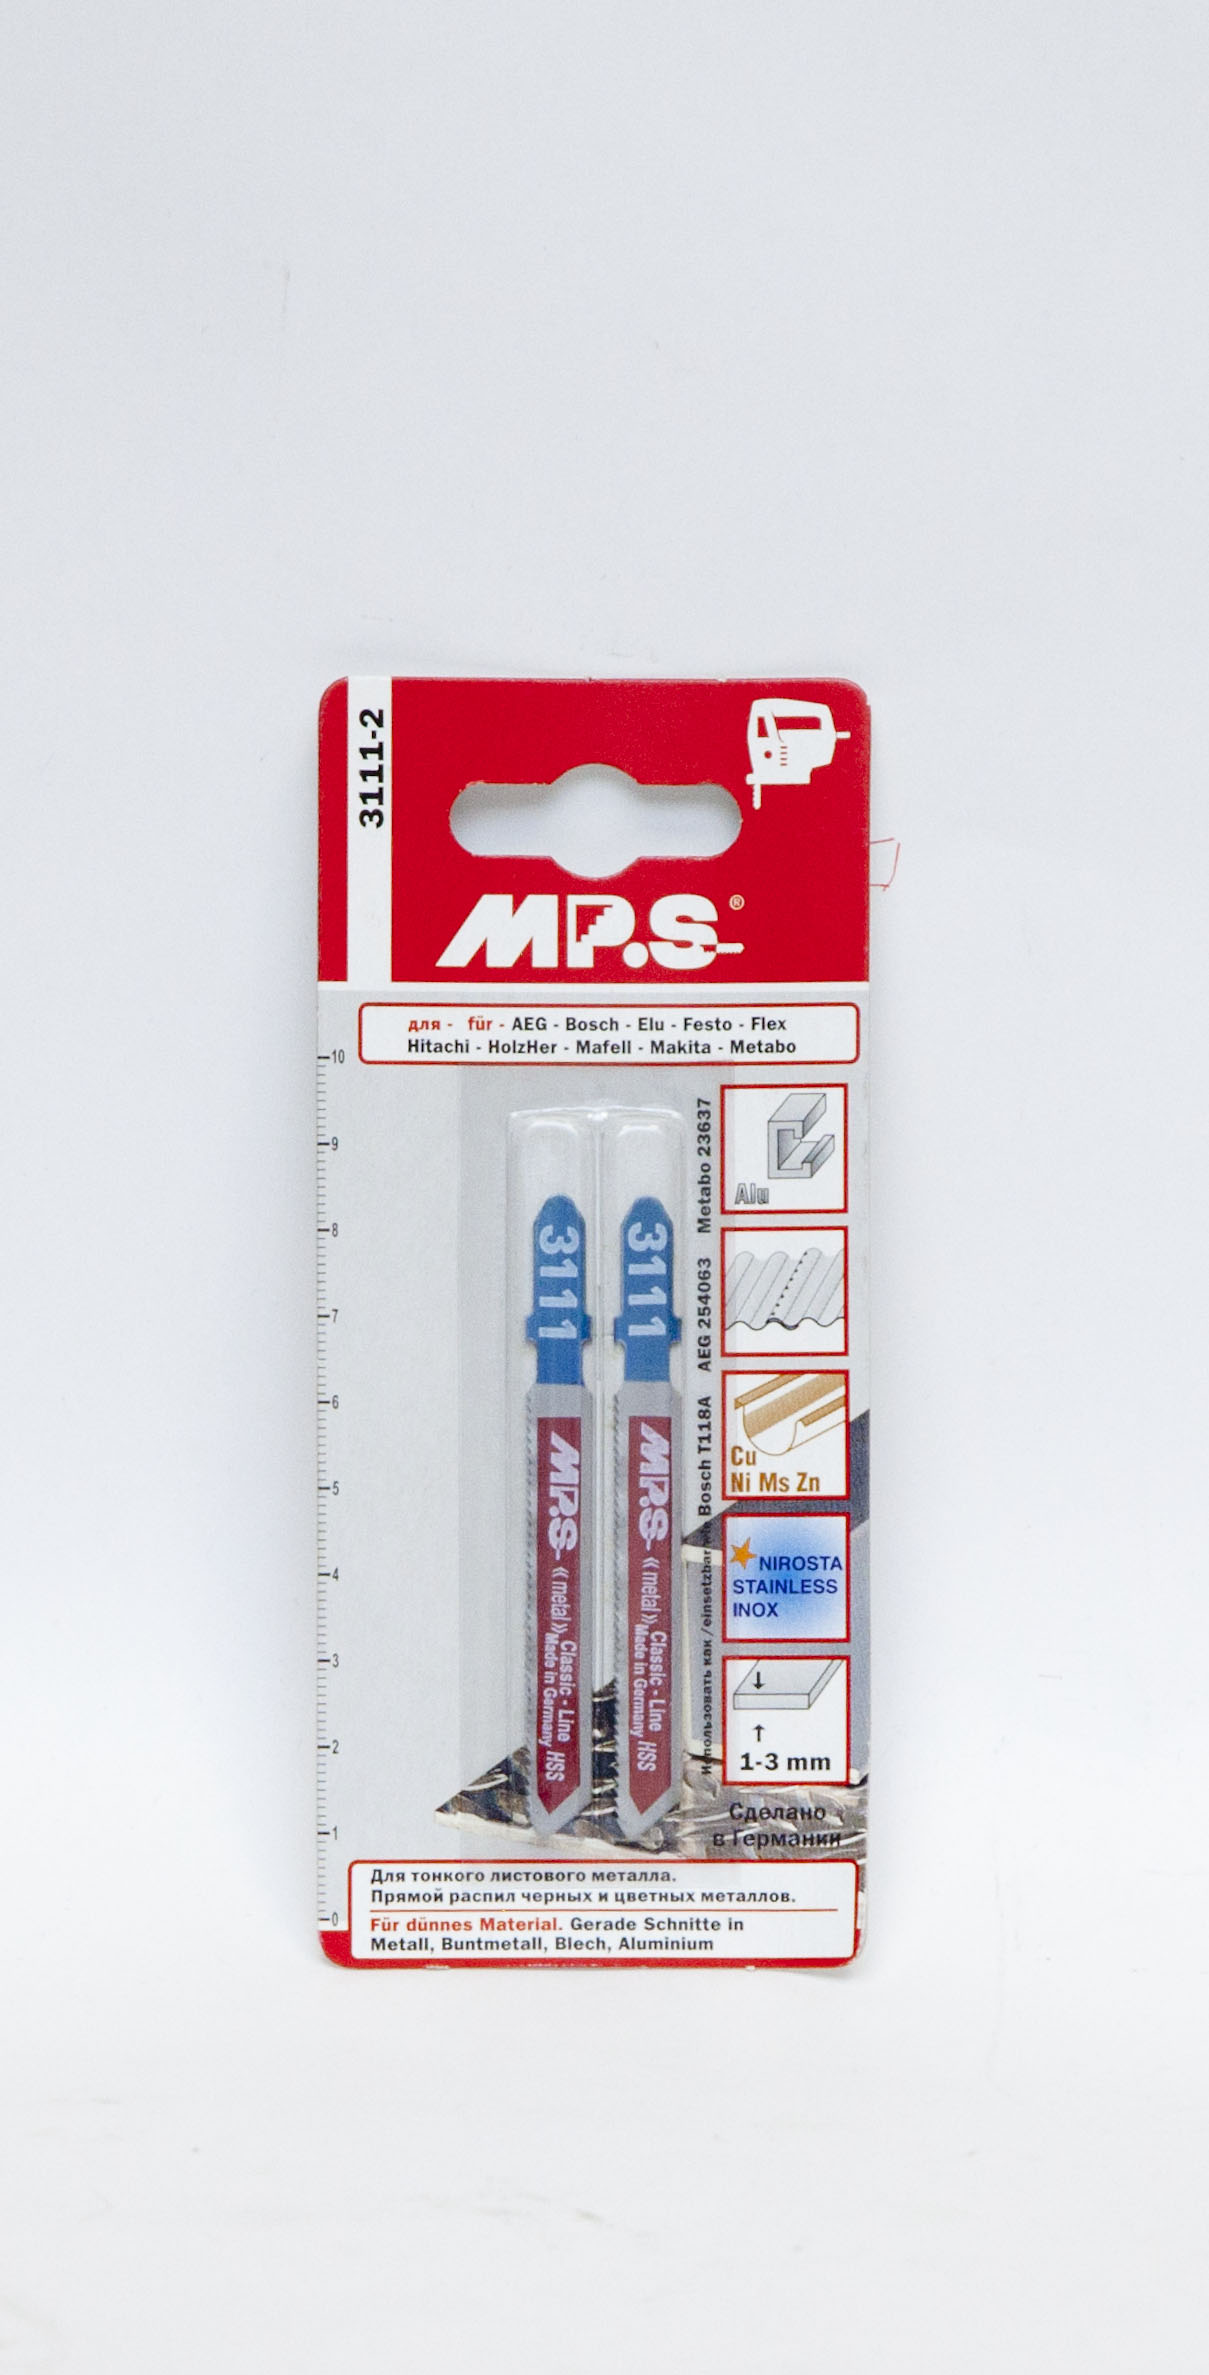 3111-2
MP.S®
для - für - AEG - Bosch - Elu - Festo - Flex
Hitachi - HolzHer - Mafell - Makita - Metabo
10
9
8
7
6
5
4
3
2
1
0
3111
MP.S «metal» Classic - Line HSS
Made in Germany
3111
MP.S «metal» Classic - Line HSS
Made in Germany
Использовать как /einsetzbar wie Bosch T118A AEG 254063 Metabo 23637
Alu
Cu
Ni Ms Zn
NIROSTA
STAINLESS
INOX
1-3 mm
Сделано
в Германии
Для тонкого листового металла.
Прямой распил черных и цветных металлов.
Für dünnes Material. Gerade Schnitte in
Metall, Buntmetall, Blech, Aluminium